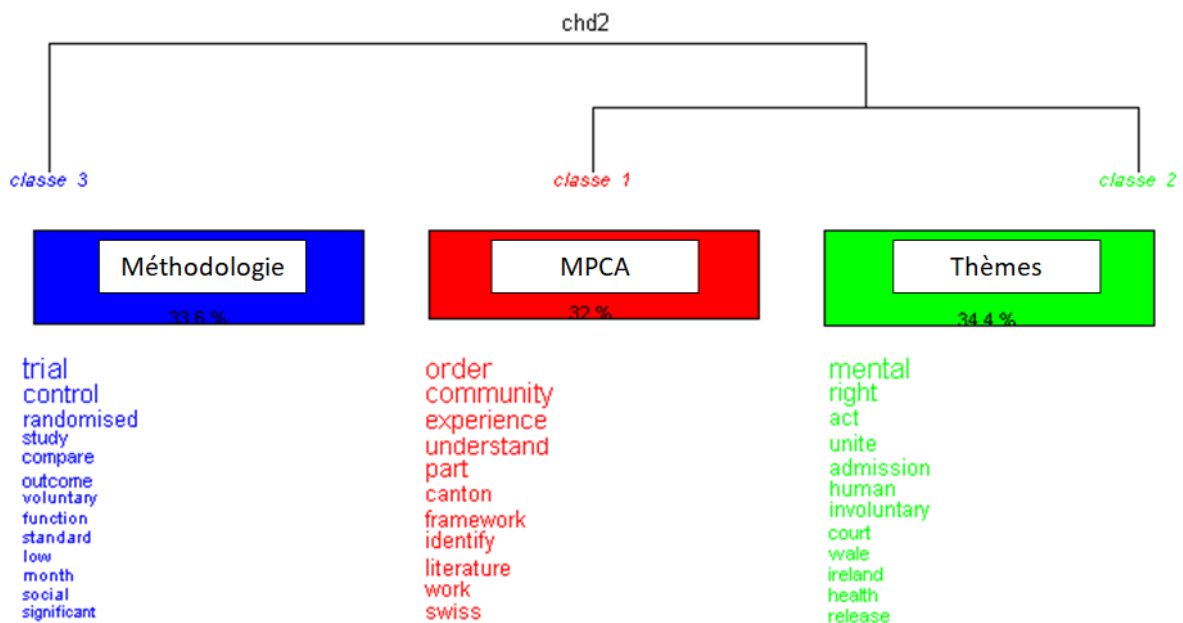 chd2
classe 3
classe 1
classe 2
Méthodologie
MPCA
Thèmes
33.6 %
32 %
34.4 %
trial
control
randomised
study
compare
outcome
voluntary
function
standard
low
month
social
significant
order
community
experience
understand
part
canton
framework
identify
literature
work
swiss
mental
right
act
unite
admission
human
involuntary
court
wale
ireland
health
release